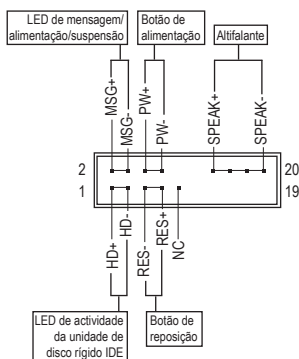 LED de mensagem/
alimentação/suspensão
Botão de
alimentação
Altifalante
MSG+
MSG-
PW+
PW-
SPEAK+
SPEAK-
2
20
1
19
HD+
HD-
RES-
RES+
NC
LED de actividade
da unidade de
disco rígido IDE
Botão de
reposição